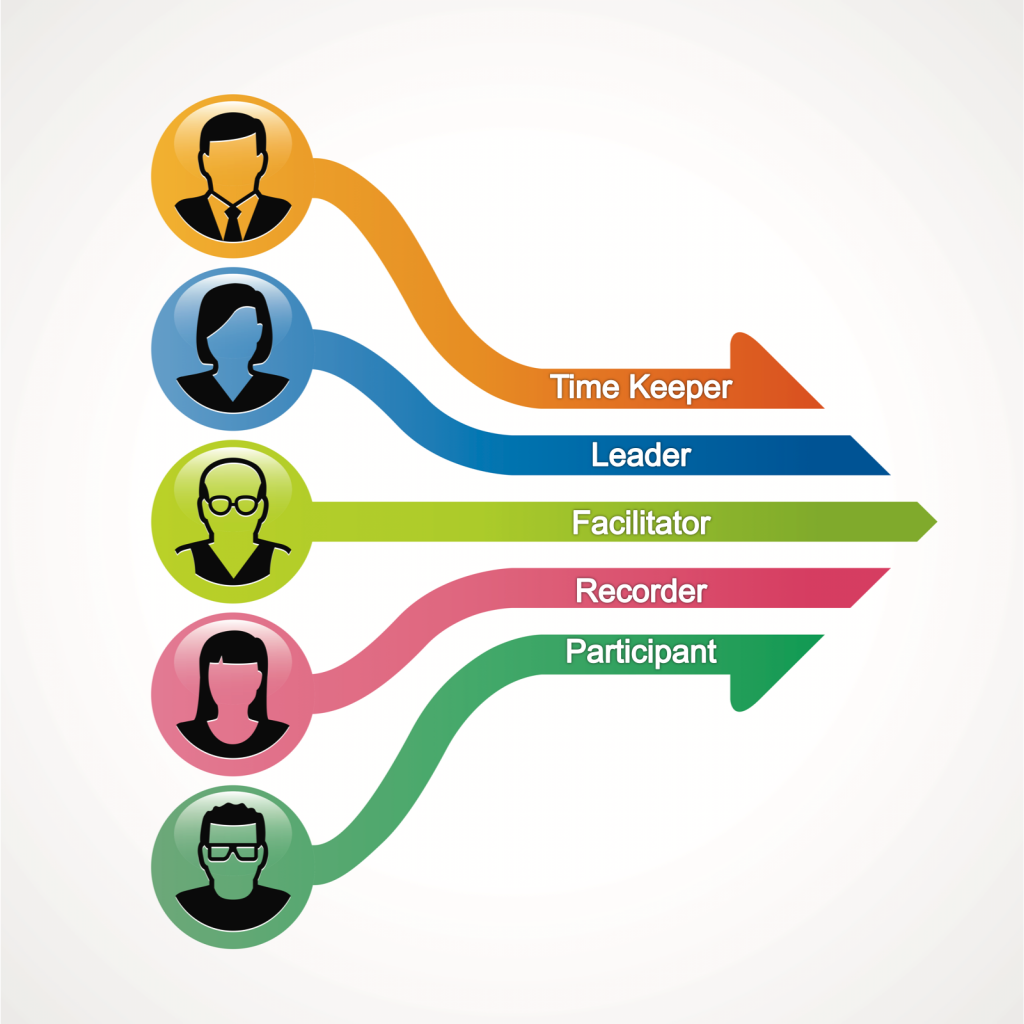 Time Keeper
Leader
Facilitator
Recorder
Participant